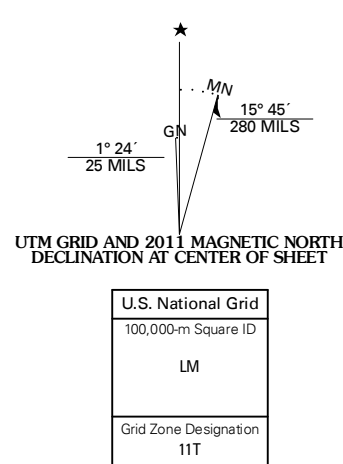 ★
MN
GN
15° 45´
280 MILS
1° 24´
25 MILS
UTM GRID AND 2011 MAGNETIC NORTH
DECLINATION AT CENTER OF SHEET
U.S. National Grid
100,000-m Square ID
LM
Grid Zone Designation
11T